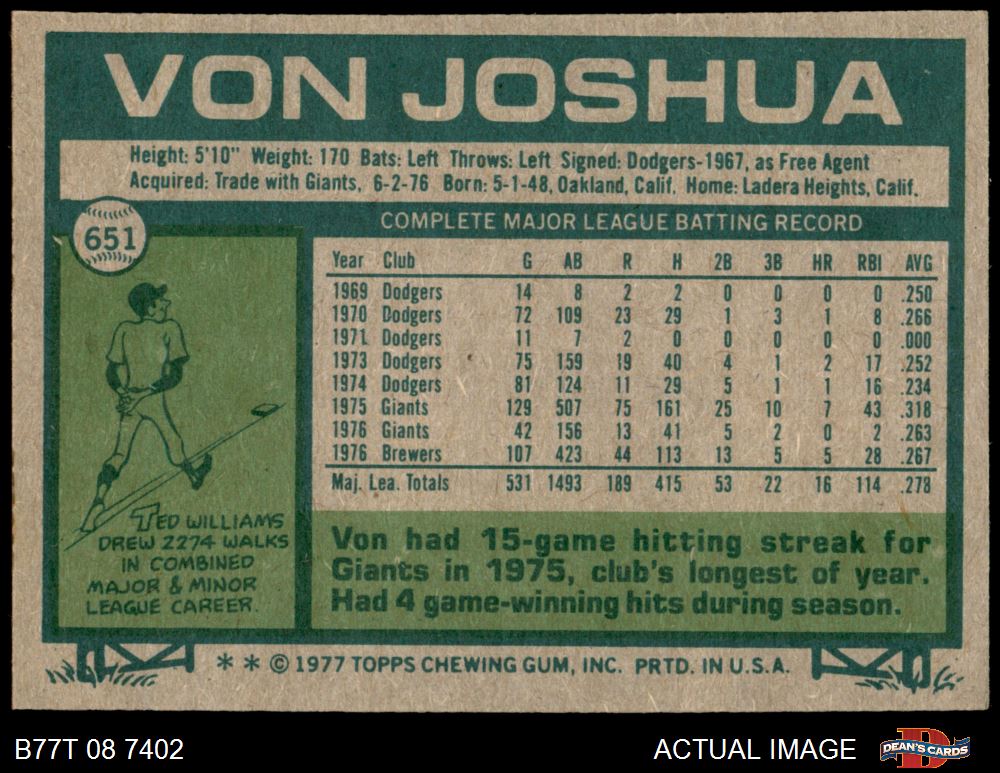 VON JOSHUA
Height: 5'10" Weight: 170 Bats: Left Throws: Left Signed: Dodgers-1967, as Free Agent
Acquired: Trade with Giants, 6-2-76 Born: 5-1-48, Oakland, Calif. Home: Ladera Heights, Calif.
651
COMPLETE MAJOR LEAGUE BATTING RECORD
Year Club G AB R H 2B 3B HR RBI AVG
1969 Dodgers 14 8 2 2 0 0 0 0 .250
1970 Dodgers 72 109 23 29 1 3 1 8 .266
1971 Dodgers 11 7 2 0 0 0 0 0 .000
1973 Dodgers 75 159 19 40 4 1 2 17 .252
1974 Dodgers 81 124 11 29 5 1 1 16 .234
1975 Giants 129 507 75 161 25 10 7 43 .318
1976 Giants 42 156 13 41 5 2 0 2 .263
1976 Brewers 107 423 44 113 13 5 5 28 .267
Maj. Lea. Totals 531 1493 189 415 53 22 16 114 .278
TED WILLIAMS
DREW 2274 WALKS
IN COMBINED
MAJOR & MINOR
LEAGUE CAREER.
Von had 15-game hitting streak for
Giants in 1975, club's longest of year.
Had 4 game-winning hits during season.
* * © 1977 TOPPS CHEWING GUM, INC. PRTD. IN U.S.A.
B77T 08 7402
ACTUAL IMAGE
DEAN'S CARDS